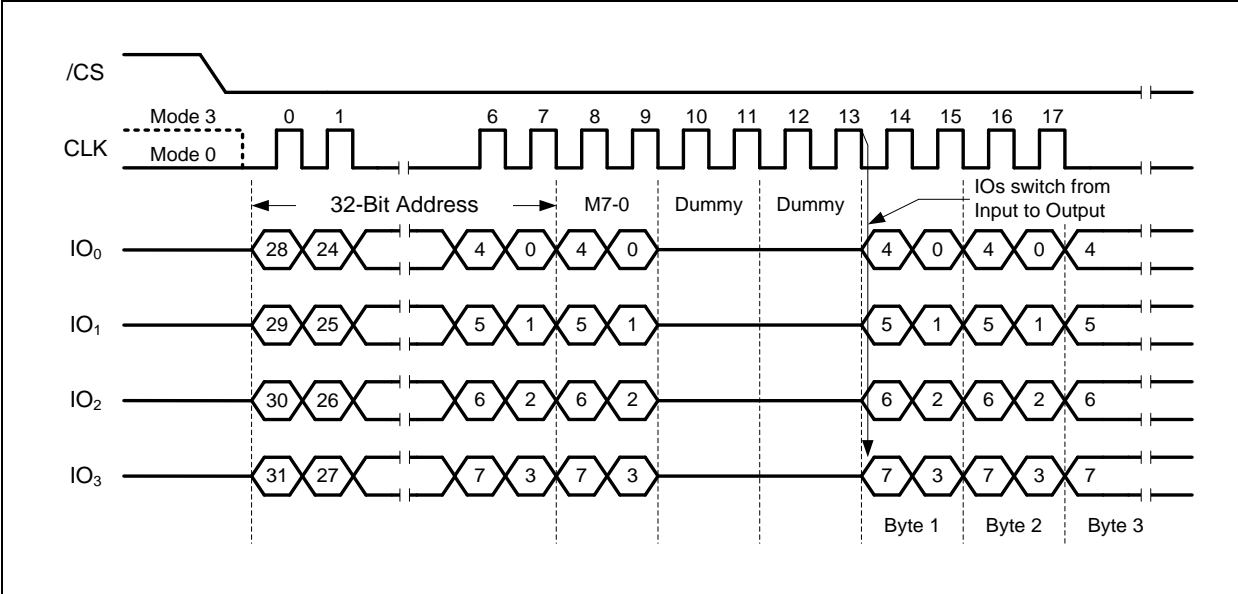 /CS
Mode 3 0 1 6 7 8 9 10 11 12 13 14 15 16 17
CLK
Mode 0
IOs switch from
Input to Output
32-Bit Address M7-0 Dummy Dummy
IO0 28 24 4 0 4 0 4 0 4 0 4
IO1 29 25 5 1 5 1 5 1 5 1 5
IO2 30 26 6 2 6 2 6 2 6 2 6
IO3 31 27 7 3 7 3 7 3 7 3 7
Byte 1 Byte 2 Byte 3